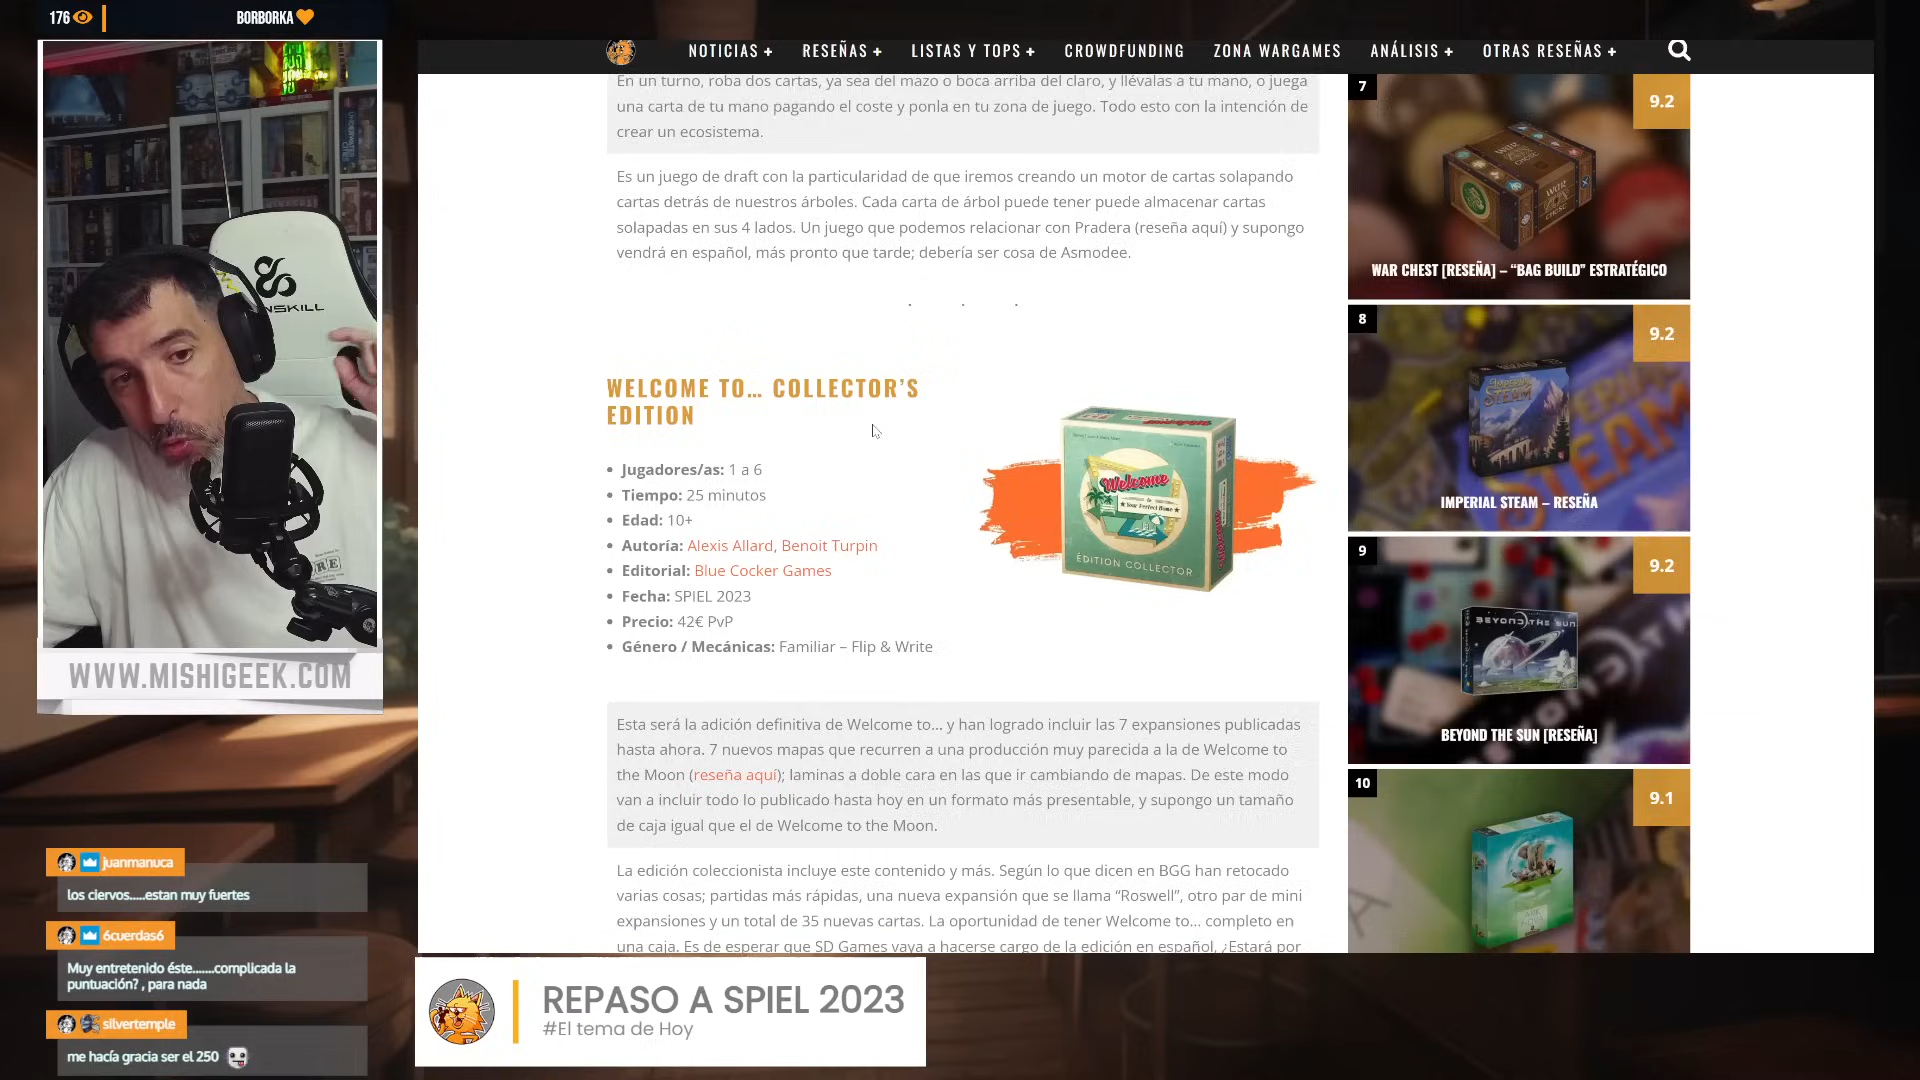 176
BORBORKA
NSKILL
WWW.MISHIGEEK.COM
juanmanuca
los ciervos.....estan muy fuertes
6cuerdas6
Muy entretenido éste.......complicada la
puntuación? , para nada
silvertemple
me hacía gracia ser el 250
NOTICIAS +
RESEÑAS +
LISTAS Y TOPS +
CROWDFUNDING
ZONA WARGAMES
ANÁLISIS +
OTRAS RESEÑAS +
En un turno, roba dos cartas, ya sea del mazo o boca arriba del claro, y llévalas a tu mano, o juega
una carta de tu mano pagando el coste y ponla en tu zona de juego. Todo esto con la intención de
crear un ecosistema.
Es un juego de draft con la particularidad de que iremos creando un motor de cartas solapando
cartas detrás de nuestros árboles. Cada carta de árbol puede tener puede almacenar cartas
solapadas en sus 4 lados. Un juego que podemos relacionar con Pradera (reseña aquí) y supongo
vendrá en español, más pronto que tarde; debería ser cosa de Asmodee.
WELCOME TO… COLLECTOR’S
EDITION
• Jugadores/as: 1 a 6
• Tiempo: 25 minutos
• Edad: 10+
• Autoría: Alexis Allard, Benoit Turpin
• Editorial: Blue Cocker Games
• Fecha: SPIEL 2023
• Precio: 42€ PvP
• Género / Mecánicas: Familiar – Flip & Write
Welcome
to
Your Perfect Home
ÉDITION COLLECTOR
Esta será la adición definitiva de Welcome to… y han logrado incluir las 7 expansiones publicadas
hasta ahora. 7 nuevos mapas que recurren a una producción muy parecida a la de Welcome to
the Moon (reseña aquí); laminas a doble cara en las que ir cambiando de mapas. De este modo
van a incluir todo lo publicado hasta hoy en un formato más presentable, y supongo un tamaño
de caja igual que el de Welcome to the Moon.
La edición coleccionista incluye este contenido y más. Según lo que dicen en BGG han retocado
varias cosas; partidas más rápidas, una nueva expansión que se llama “Roswell”, otro par de mini
expansiones y un total de 35 nuevas cartas. La oportunidad de tener Welcome to… completo en
una caja. Es de esperar que SD Games vaya a hacerse cargo de la edición en español, ¿Estará por
7
9.2
WAR CHEST
WAR CHEST [RESEÑA] – “BAG BUILD” ESTRATÉGICO
8
9.2
IMPERIAL STEAM
IMPERIAL STEAM – RESEÑA
9
9.2
BEYOND THE SUN
BEYOND THE SUN [RESEÑA]
10
9.1
REPASO A SPIEL 2023
#El tema de Hoy